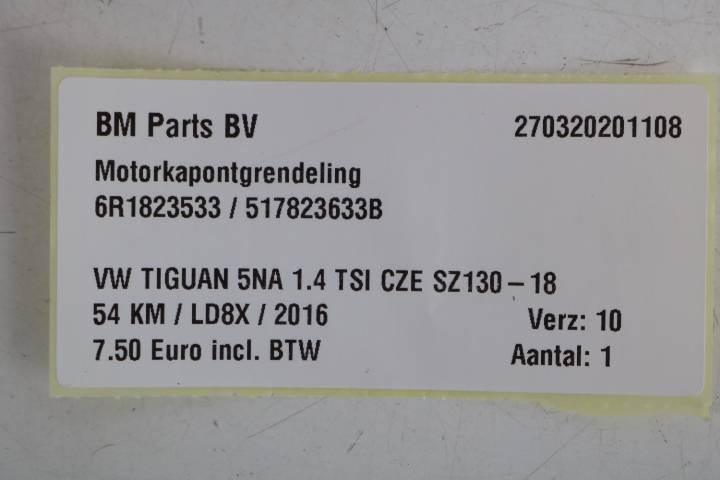 BM Parts BV 270320201108
Motorkapontgrendeling
6R1823533 / 517823633B
VW TIGUAN 5NA 1.4 TSI CZE SZ130-18
54 KM / LD8X / 2016 Verz: 10
7.50 Euro incl. BTW Aantal: 1